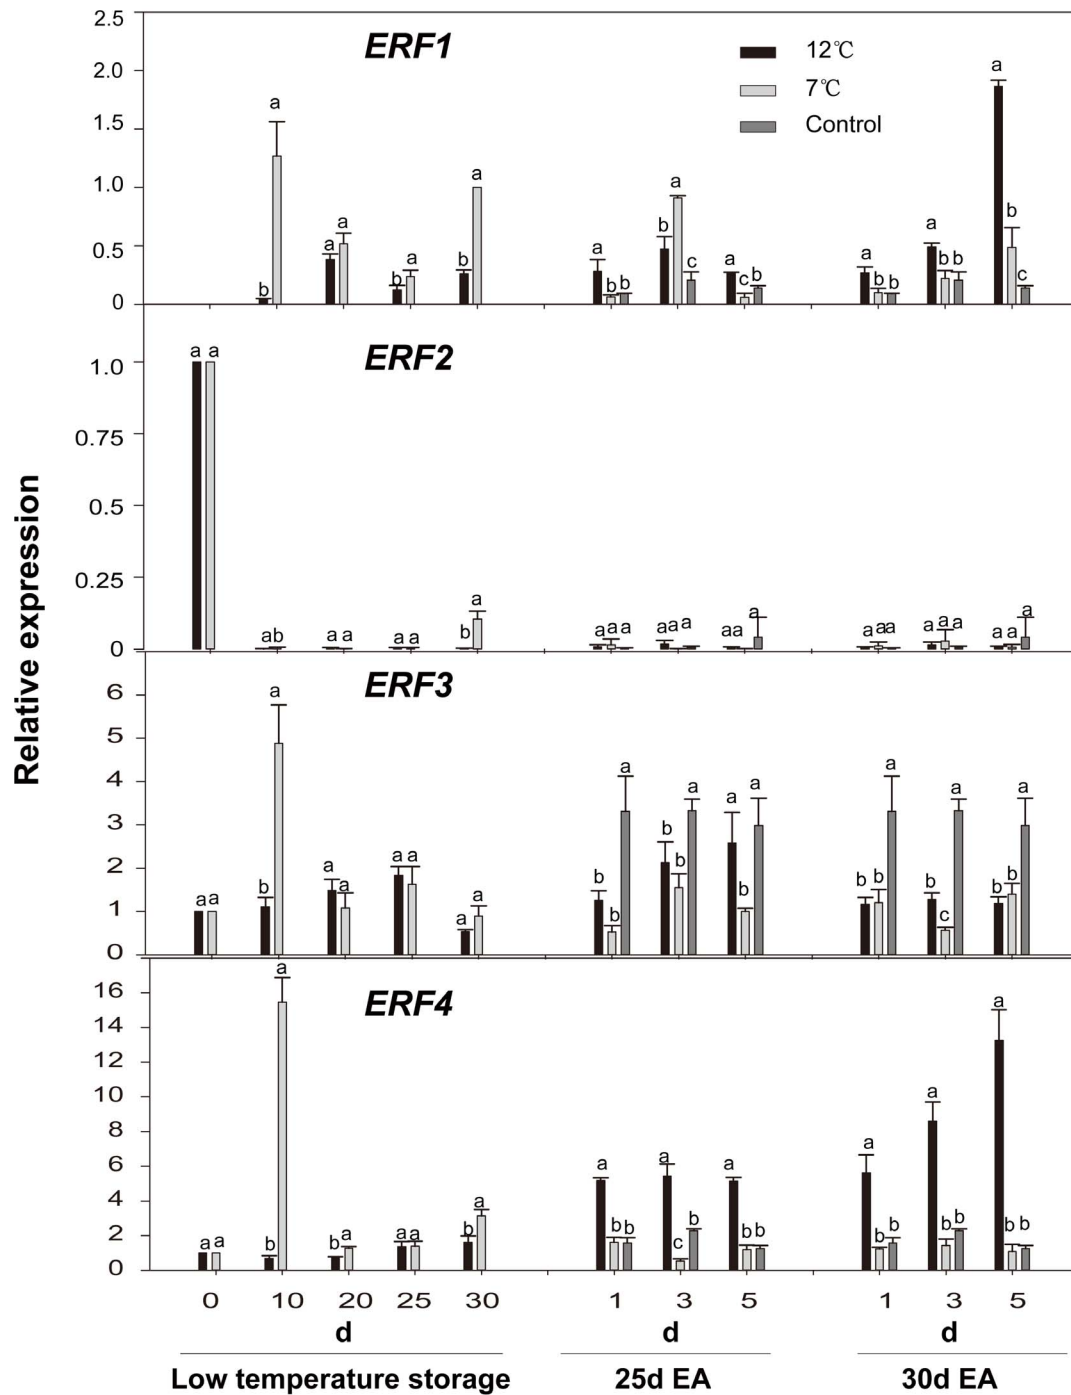 Relative expression
ERF1
12℃
7℃
Control
2.5
2.0
1.5
1.0
0.5
0
b a
a a
b a
b a
a b b
b a c
a c b
a b b
a b b
a b c
ERF2
1.0
0.75
0.5
0.25
0
a a
a b
a a
a a
b a
a a a
a a a
a a a
a a a
a a a
a a a
ERF3
6
5
4
3
2
1
0
a a
b a
a a
a a
a a
b b a
b b a
a b a
b b a
b c a
b b a
ERF4
16
14
12
10
8
6
4
2
0
a a
b a
b a
a a
b a
a b b
a c b
a b b
a b b
a b b
a b b
0 10 20 25 30 1 3 5 1 3 5
d d d
Low temperature storage 25d EA 30d EA